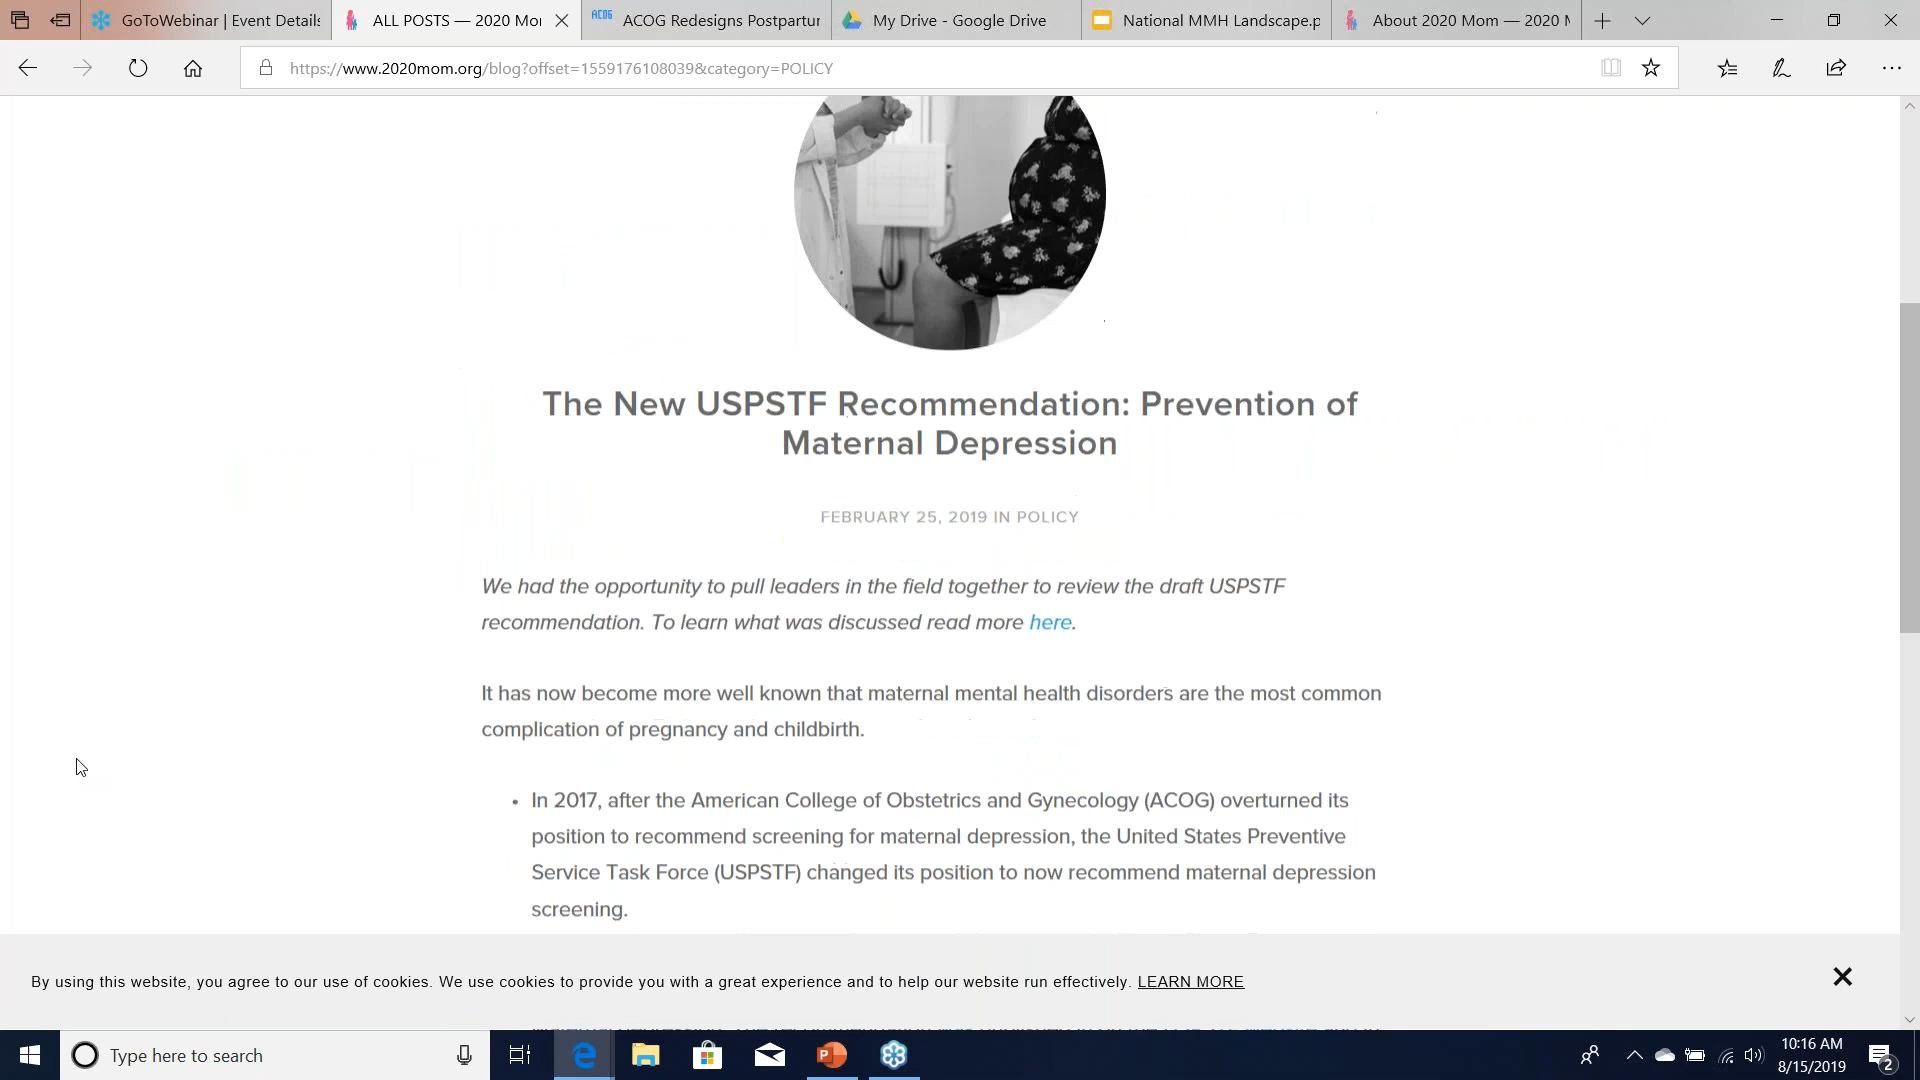 GoToWebinar | Event Details
ALL POSTS — 2020 Mo
ACOG
ACOG Redesigns Postpartur
My Drive - Google Drive
National MMH Landscape.p
About 2020 Mom — 2020 M
https://www.2020mom.org/blog?offset=1559176108039&category=POLICY
The New USPSTF Recommendation: Prevention of
Maternal Depression
FEBRUARY 25, 2019 IN POLICY
We had the opportunity to pull leaders in the field together to review the draft USPSTF
recommendation. To learn what was discussed read more here.
It has now become more well known that maternal mental health disorders are the most common
complication of pregnancy and childbirth.
• In 2017, after the American College of Obstetrics and Gynecology (ACOG) overturned its
position to recommend screening for maternal depression, the United States Preventive
Service Task Force (USPSTF) changed its position to now recommend maternal depression
screening.
By using this website, you agree to our use of cookies. We use cookies to provide you with a great experience and to help our website run effectively. LEARN MORE
Type here to search
10:16 AM
8/15/2019
2